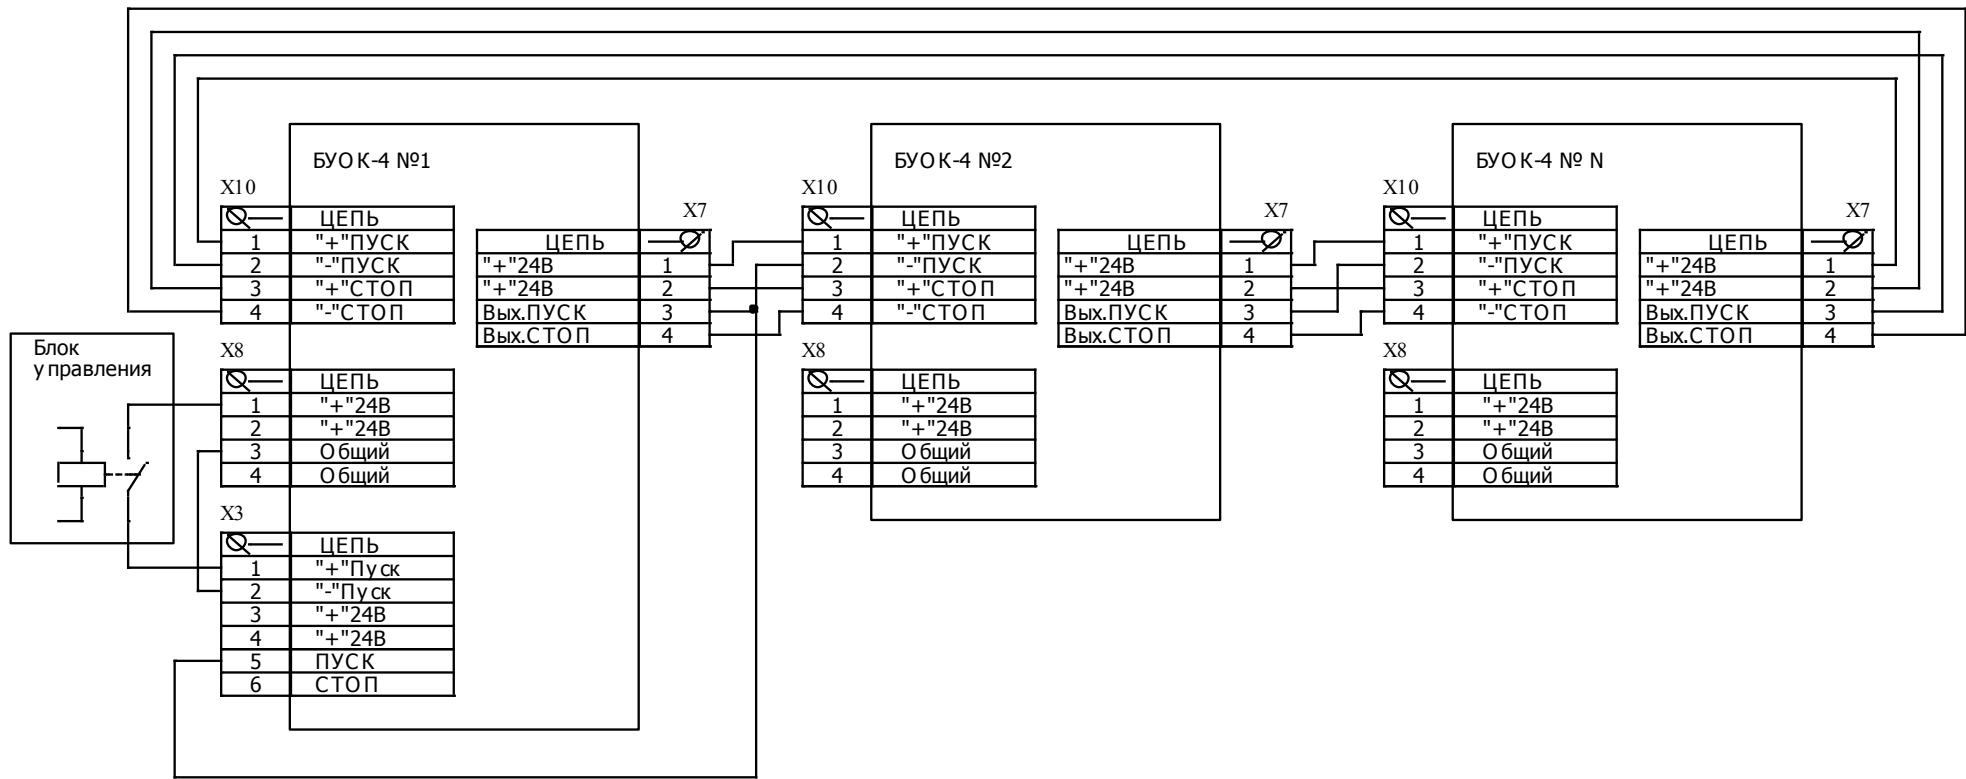 БУОК-4 №1
X10
ЦЕПЬ
1 "+"ПУСК
2 "-"ПУСК
3 "+"СТОП
4 "-"СТОП
X7
ЦЕПЬ
"+"24В 1
"+"24В 2
Вых.ПУСК 3
Вых.СТОП 4
X8
ЦЕПЬ
1 "+"24В
2 "+"24В
3 Общий
4 Общий
X3
ЦЕПЬ
1 "+"Пуск
2 "-"Пуск
3 "+"24В
4 "+"24В
5 ПУСК
6 СТОП
Блок
управления
БУОК-4 №2
X10
ЦЕПЬ
1 "+"ПУСК
2 "-"ПУСК
3 "+"СТОП
4 "-"СТОП
X7
ЦЕПЬ
"+"24В 1
"+"24В 2
Вых.ПУСК 3
Вых.СТОП 4
X8
ЦЕПЬ
1 "+"24В
2 "+"24В
3 Общий
4 Общий
БУОК-4 № N
X10
ЦЕПЬ
1 "+"ПУСК
2 "-"ПУСК
3 "+"СТОП
4 "-"СТОП
X7
ЦЕПЬ
"+"24В 1
"+"24В 2
Вых.ПУСК 3
Вых.СТОП 4
X8
ЦЕПЬ
1 "+"24В
2 "+"24В
3 Общий
4 Общий